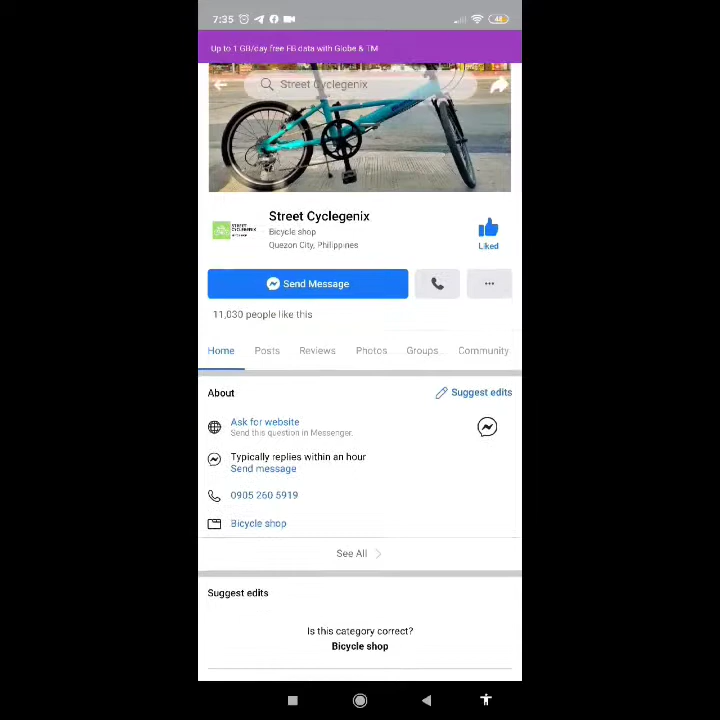 7:35
48
Up to 1 GB/day free FB data with Globe & TM
Street Cyclegenix
Street Cyclegenix
Bicycle shop
Quezon City, Philippines
Liked
Send Message
11,030 people like this
Home Posts Reviews Photos Groups Community
About
Suggest edits
Ask for website
Send this question in Messenger.
Typically replies within an hour
Send message
0905 260 5919
Bicycle shop
See All
Suggest edits
Is this category correct?
Bicycle shop